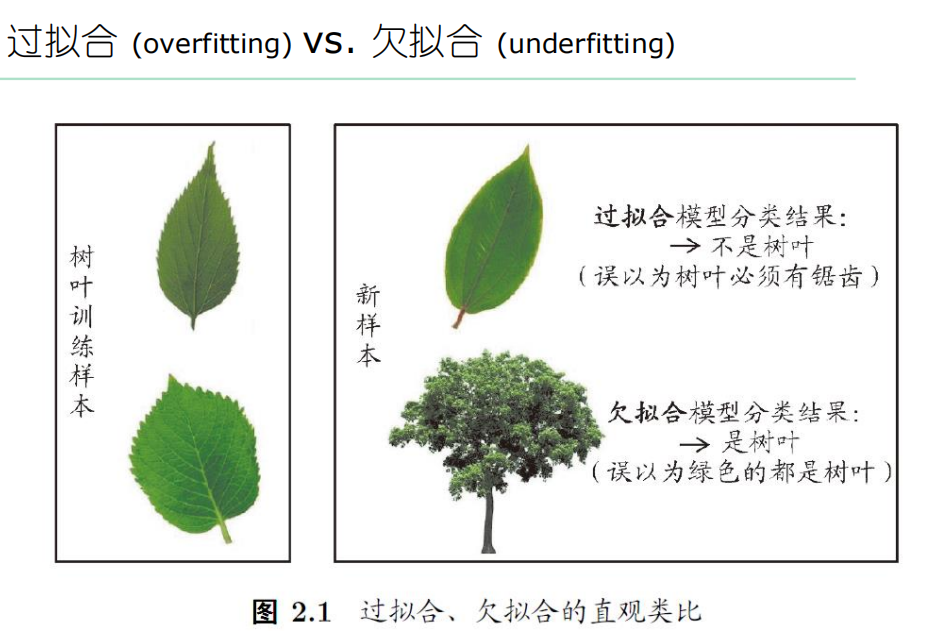 过拟合 (overfitting) vs. 欠拟合 (underfitting)
树叶训练样本
新样本
过拟合模型分类结果:
→ 不是树叶
(误以为树叶必须有锯齿)
欠拟合模型分类结果:
→ 是树叶
(误以为绿色的都是树叶)
图 2.1 过拟合、欠拟合的直观类比